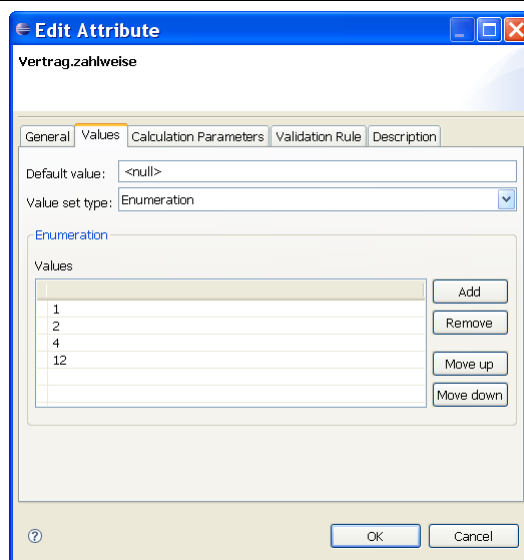 Edit Attribute
Vertrag.zahlweise
General Values Calculation Parameters Validation Rule Description
Default value: <null>
Value set type: Enumeration
Enumeration
Values
Add
1
2 Remove
4
12 Move up
Move down
? OK Cancel